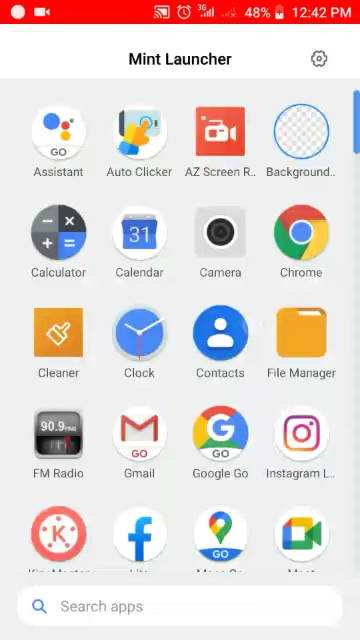 3G
48% 12:42 PM
Mint Launcher
GO
Assistant Auto Clicker AZ Screen R.. Background..
31
Calculator Calendar Camera Chrome
Cleaner Clock Contacts File Manager
90.9
GO GO
FM Radio Gmail Google Go Instagram L..
GO
Search apps